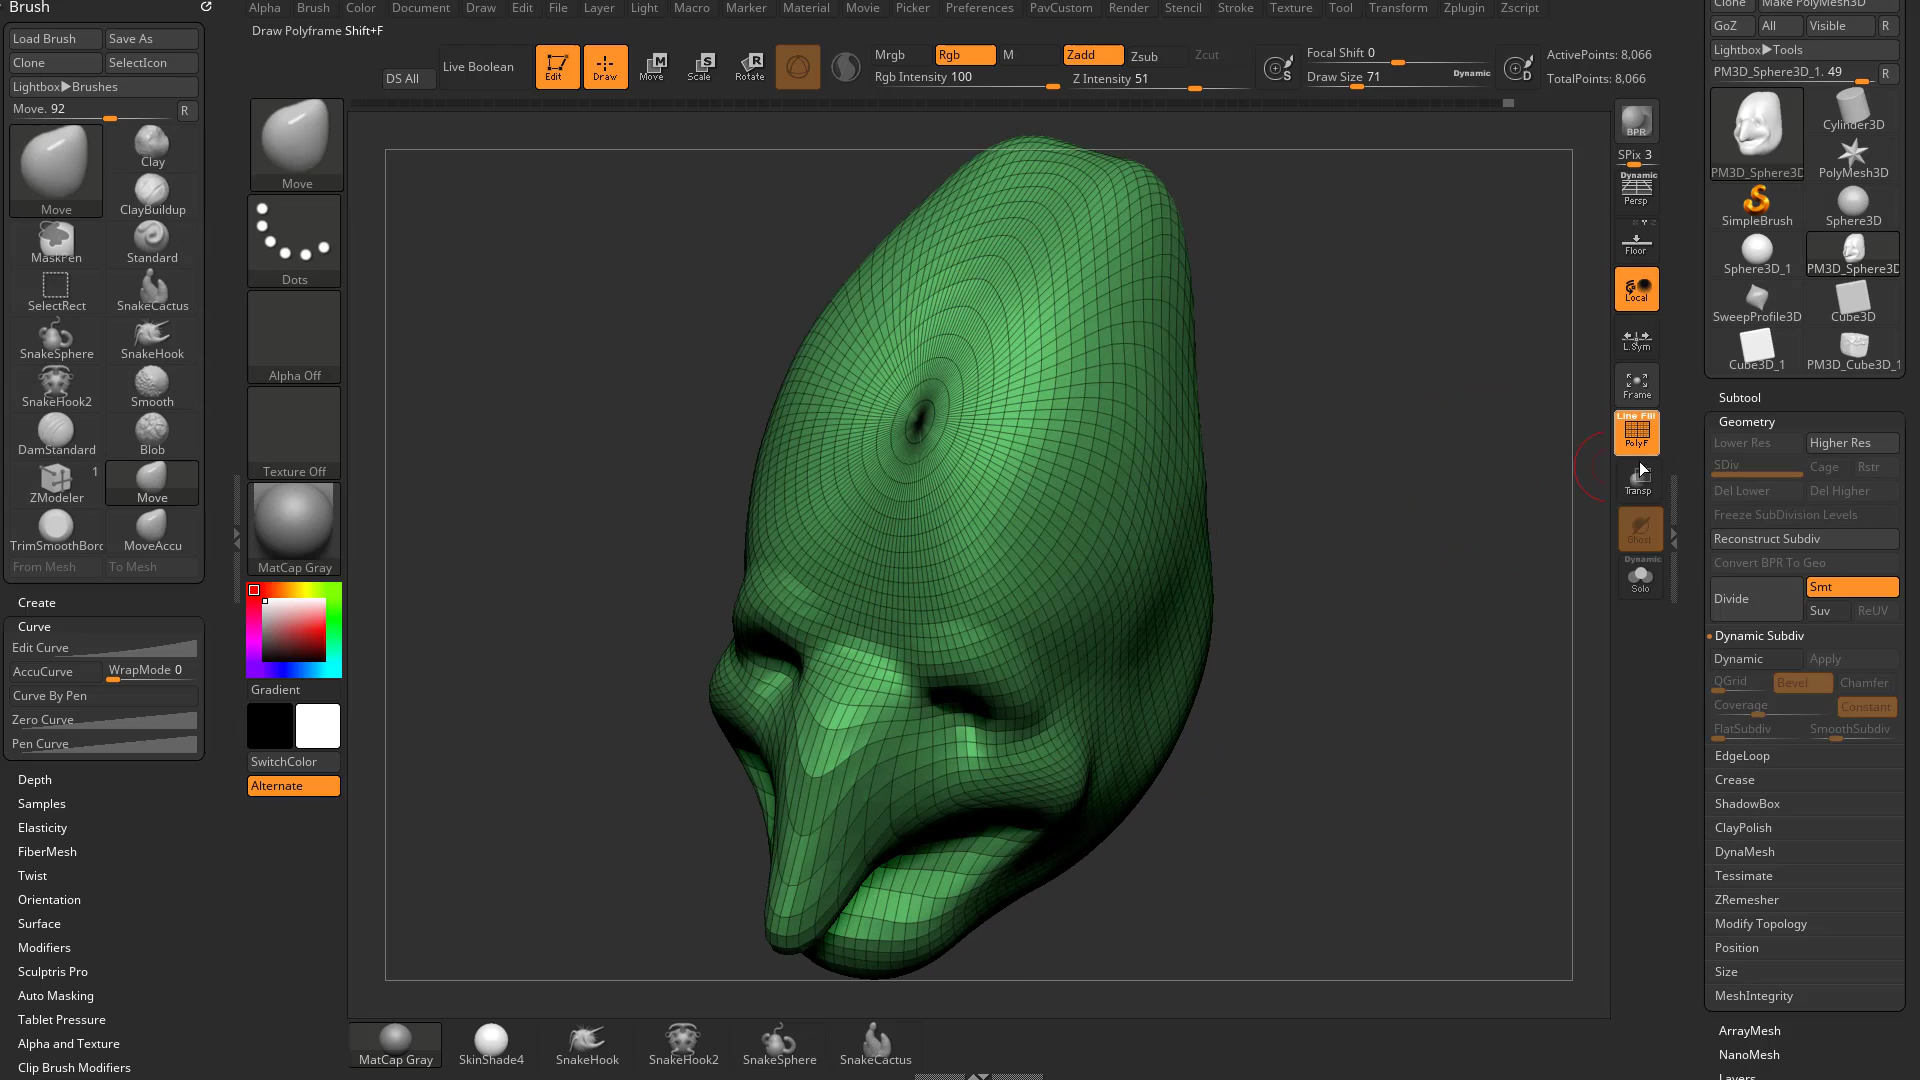 Brush
Alpha Brush Color Document Draw Edit File Layer Light Macro Marker Material Movie Picker Preferences PavCustom Render Stencil Stroke Texture Tool Transform Zplugin Zscript
Draw Polyframe Shift+F
Load Brush Save As
Clone SelectIcon
Lightbox▶Brushes
Move. 92 R
Move
Clay
ClayBuildup
MaskPen
Standard
SelectRect
SnakeCactus
SnakeSphere
SnakeHook
SnakeHook2
Smooth
DamStandard
Blob
ZModeler 1
Move
TrimSmoothBord
MoveAccu
From Mesh To Mesh
Create
Curve
Edit Curve
AccuCurve WrapMode 0
Curve By Pen
Zero Curve
Pen Curve
Depth
Samples
Elasticity
FiberMesh
Twist
Orientation
Surface
Modifiers
Sculptris Pro
Auto Masking
Tablet Pressure
Alpha and Texture
Clip Brush Modifiers
DS All
Live Boolean
Edit
Draw
Move
Scale
Rotate
Mrgb Rgb M
Rgb Intensity 100
Zadd Zsub Zcut
Z Intensity 51
S
Focal Shift 0
Draw Size 71 Dynamic
D
ActivePoints: 8,066
TotalPoints: 8,066
Move
Dots
Alpha Off
Texture Off
MatCap Gray
Gradient
SwitchColor
Alternate
MatCap Gray SkinShade4 SnakeHook SnakeHook2 SnakeSphere SnakeCactus
BPR
SPix 3
Dynamic
Persp
Floor
Local
L.Sym
Frame
Line Fill
PolyF
Transp
Ghost
Dynamic
Solo
Clone Make PolyMesh3D
GoZ All Visible R
Lightbox▶Tools
PM3D_Sphere3D_1. 49 R
PM3D_Sphere3D
Cylinder3D
PolyMesh3D
SimpleBrush
Sphere3D
Sphere3D_1
PM3D_Sphere3D
SweepProfile3D
Cube3D
Cube3D_1
PM3D_Cube3D_1
Subtool
Geometry
Lower Res Higher Res
SDiv Cage Rstr
Del Lower Del Higher
Freeze SubDivision Levels
Reconstruct Subdiv
Convert BPR To Geo
Divide
Smt
Suv ReUV
Dynamic Subdiv
Dynamic Apply
QGrid Bevel Chamfer
Coverage Constant
FlatSubdiv SmoothSubdiv
EdgeLoop
Crease
ShadowBox
ClayPolish
DynaMesh
Tessimate
ZRemesher
Modify Topology
Position
Size
MeshIntegrity
ArrayMesh
NanoMesh
Layers